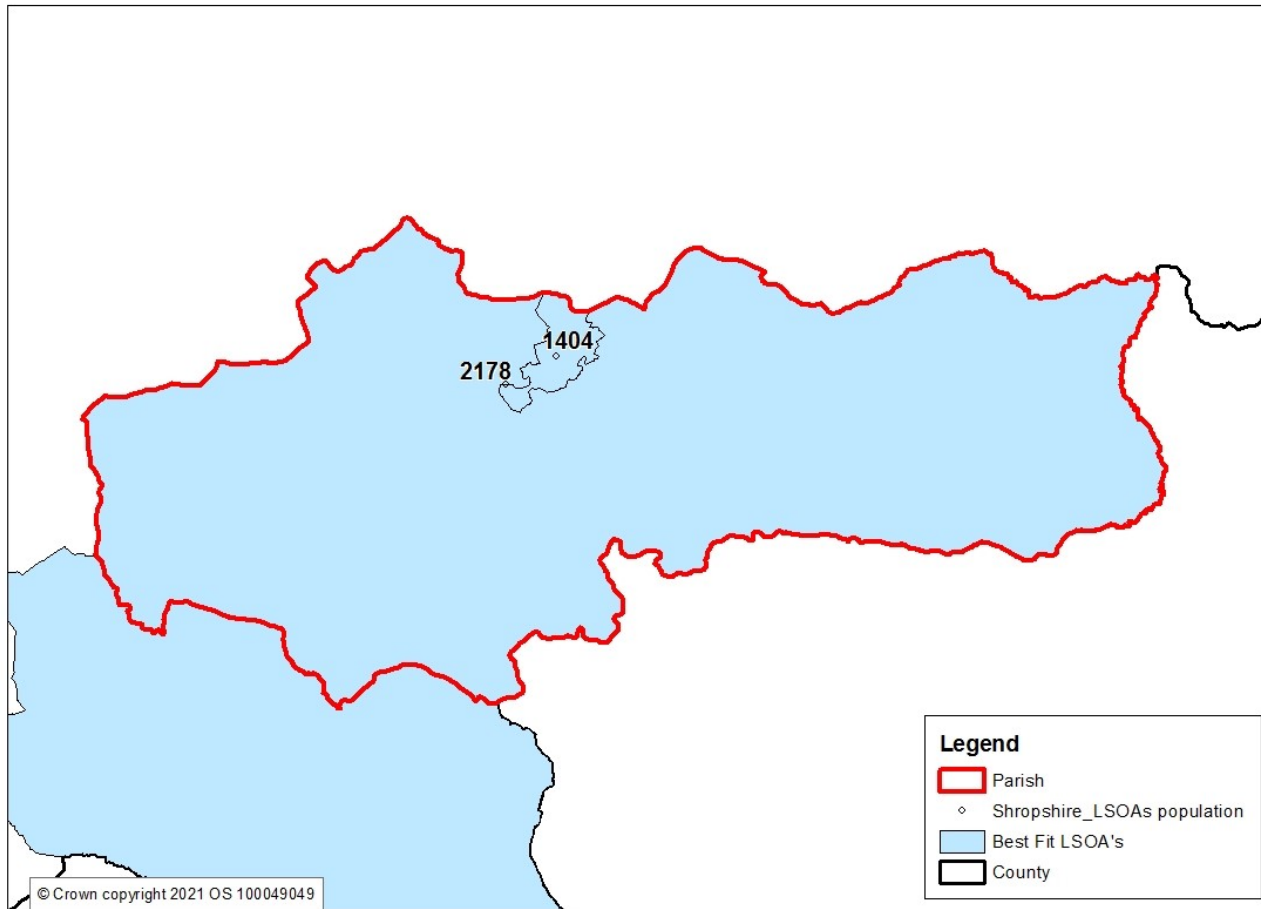 1404
2178
Legend
Parish
Shropshire_LSOAs population
Best Fit LSOA's
County
© Crown copyright 2021 OS 100049049